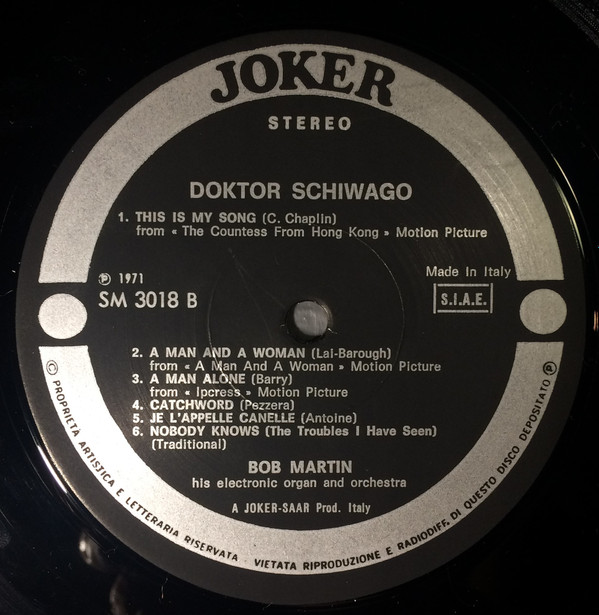 JOKER
STEREO
DOKTOR SCHIWAGO
1. THIS IS MY SONG (C. Chaplin)
from « The Countess From Hong Kong » Motion Picture
℗ 1971
Made In Italy
SM 3018 B
S.I.A.E.
2. A MAN AND A WOMAN (Lai-Barough)
from « A Man And A Woman » Motion Picture
3. A MAN ALONE (Barry)
from « Ipcress » Motion Picture
4. CATCHWORD (Pezzera)
5. JE L'APPELLE CANELLE (Antoine)
6. NOBODY KNOWS (The Troubles I Have Seen)
(Traditional)
BOB MARTIN
his electronic organ and orchestra
A JOKER-SAAR Prod. Italy
© PROPRIETA ARTISTICA E LETTERARIA RISERVATA VIETATA RIPRODUZIONE E RADIODIFF. DI QUESTO DISCO DEPOSITATO ℗